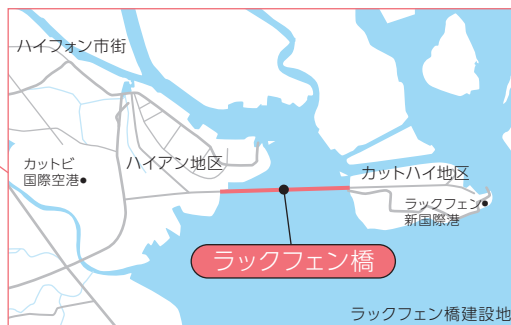 ハイフォン市街
カットビ
国際空港
ハイアン地区
カットハイ地区
ラックフェン
新国際港
ラックフェン橋
ラックフェン橋建設地